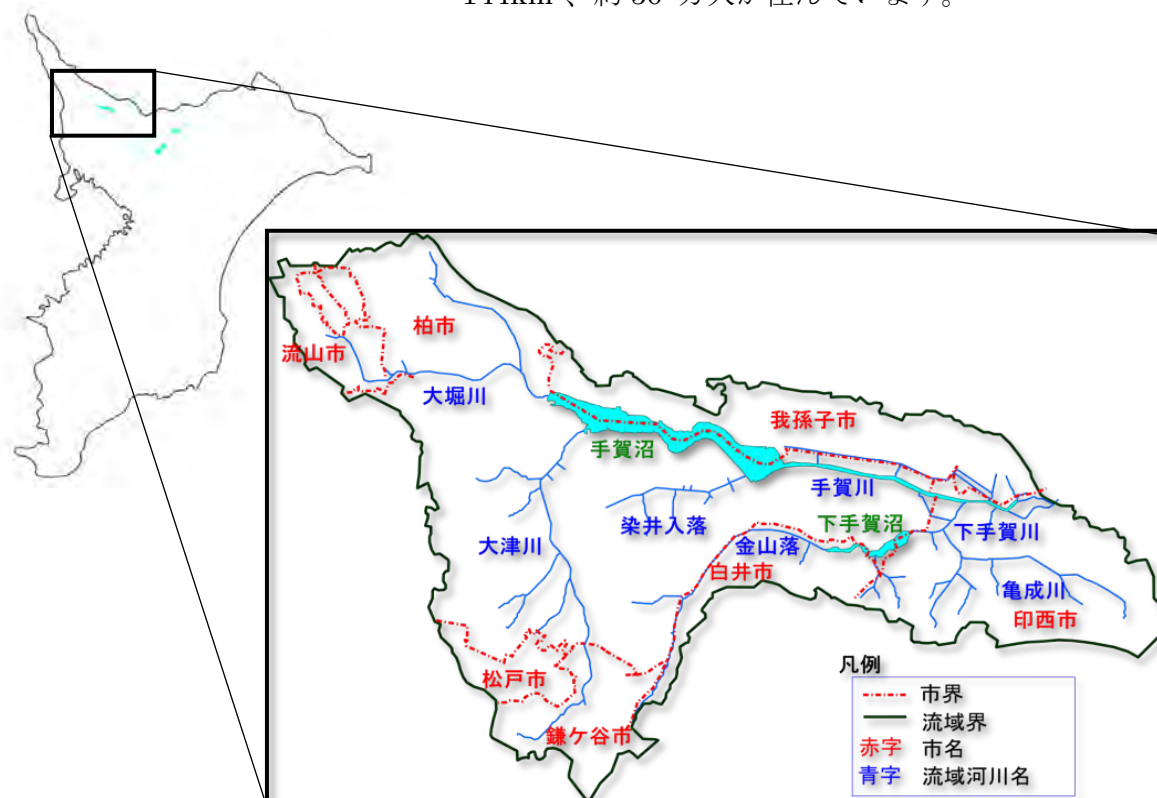 柏市
流山市
大堀川
我孫子市
手賀沼
手賀川
染井入落
下手賀沼
下手賀川
大津川
金山落
白井市
亀成川
印西市
松戸市
鎌ケ谷市
凡例
市界
流域界
赤字 市名
青字 流域河川名